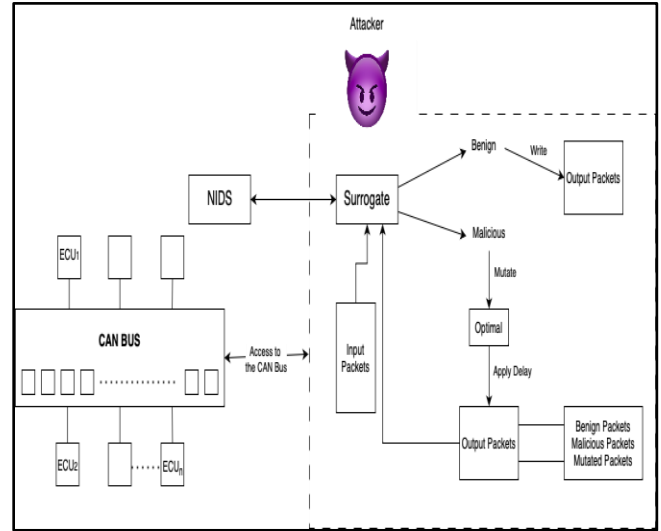 Attacker
Benign
Write
Output Packets
NIDS
Surrogate
Malicious
ECU1
Mutate
CAN BUS
Optimal
Access to
the CAN Bus
Input
Packets
Apply Delay
Output Packets
Benign Packets
Malicious Packets
Mutated Packets
ECU2
ECUn